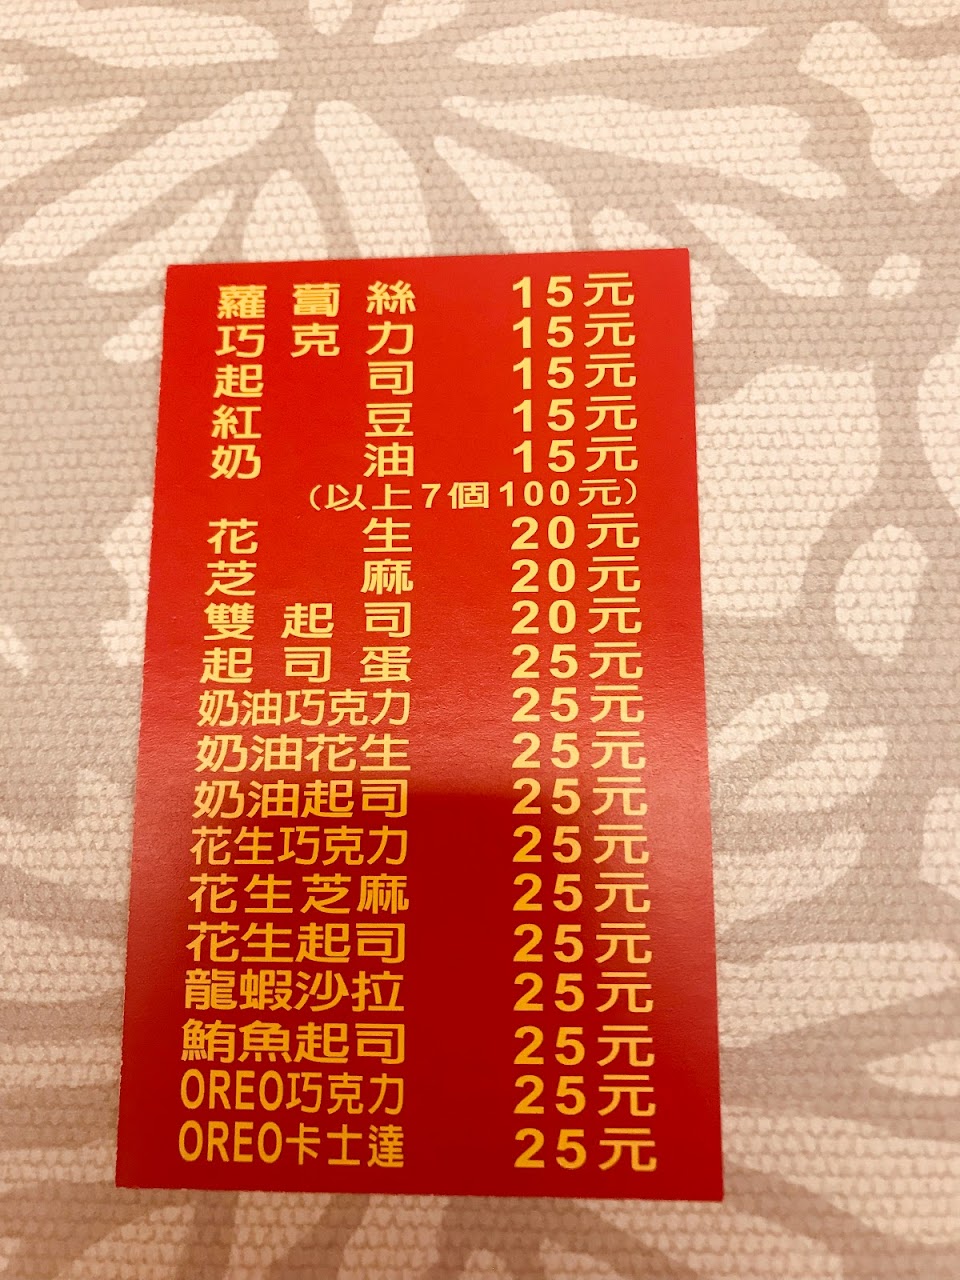 蘿蔔絲 15元
巧克力 15元
起司 15元
紅豆 15元
奶油 15元
（以上7個100元）
花生 20元
芝麻 20元
雙起司 20元
起司蛋 25元
奶油巧克力 25元
奶油花生 25元
奶油起司 25元
花生巧克力 25元
花生芝麻 25元
花生起司 25元
龍蝦沙拉 25元
鮪魚起司 25元
OREO巧克力 25元
OREO卡士達 25元